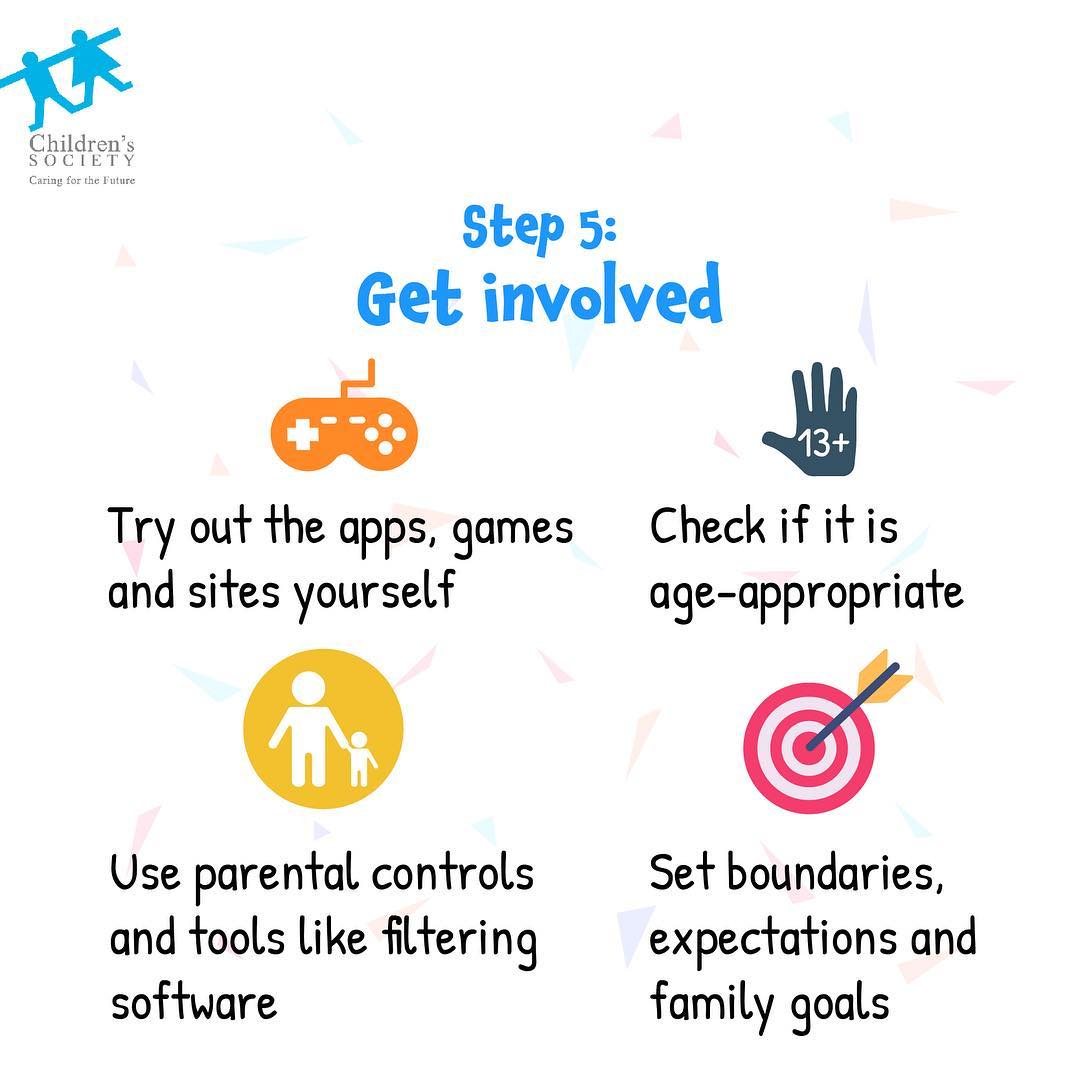 Children's
SOCIETY
Caring for the Future
Step 5:
Get involved
Try out the apps, games
and sites yourself
13+
Check if it is
age-appropriate
Use parental controls
and tools like filtering
software
Set boundaries,
expectations and
family goals